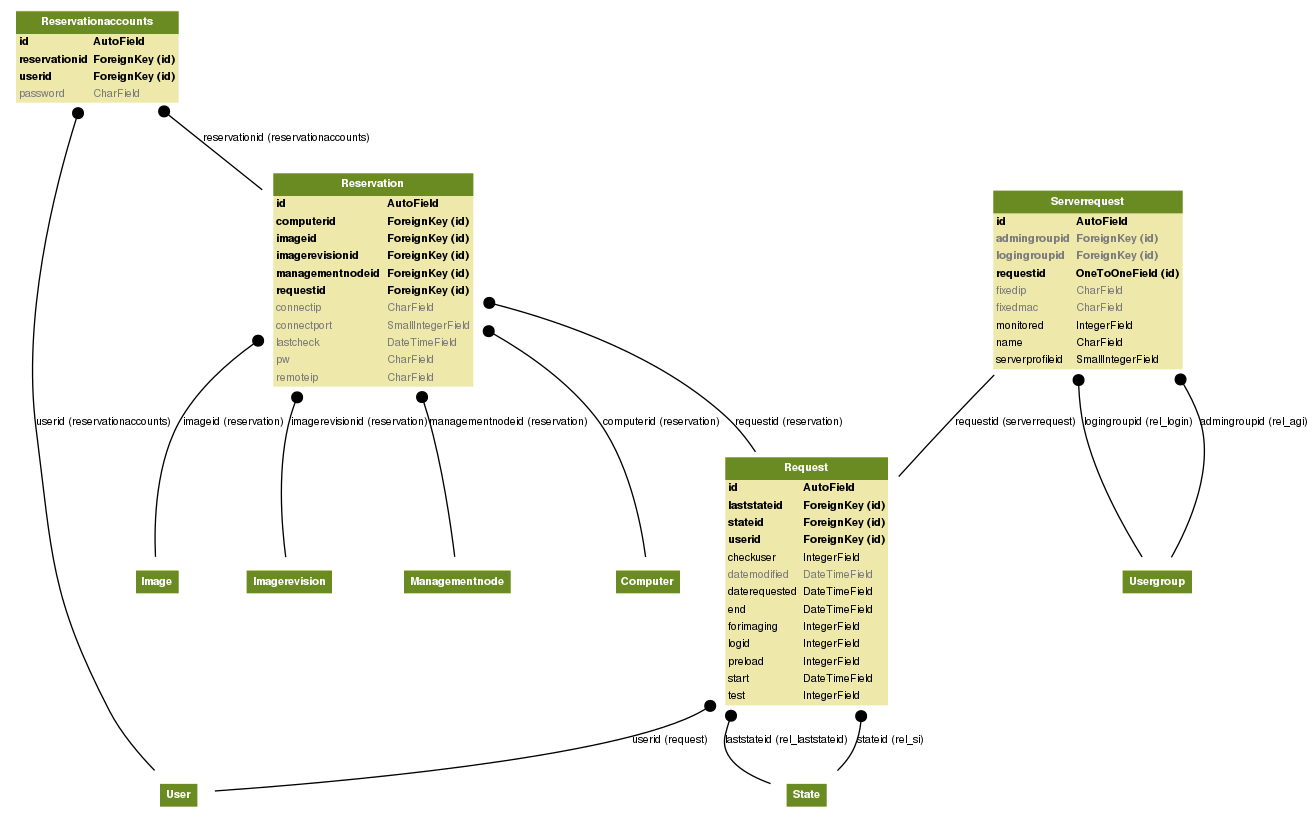 Reservationaccounts
id AutoField
reservationid ForeignKey (id)
userid ForeignKey (id)
password CharField
reservationid (reservationaccounts)
Reservation
id AutoField
computerid ForeignKey (id)
imageid ForeignKey (id)
imagerevisionid ForeignKey (id)
managementnodeid ForeignKey (id)
requestid ForeignKey (id)
connectip CharField
connectport SmallIntegerField
lastcheck DateTimeField
pw CharField
remoteip CharField
Serverrequest
id AutoField
admingroupid ForeignKey (id)
logingroupid ForeignKey (id)
requestid OneToOneField (id)
fixedip CharField
fixedmac CharField
monitored IntegerField
name CharField
serverprofileid SmallIntegerField
userid (reservationaccounts)
imageid (reservation)
imagerevisionid (reservation)
managementnodeid (reservation)
computerid (reservation)
requestid (reservation)
requestid (serverrequest)
logingroupid (rel_login)
admingroupid (rel_agi)
Request
id AutoField
laststateid ForeignKey (id)
stateid ForeignKey (id)
userid ForeignKey (id)
checkuser IntegerField
datemodified DateTimeField
daterequested DateTimeField
end DateTimeField
forimaging IntegerField
logid IntegerField
preload IntegerField
start DateTimeField
test IntegerField
Image
Imagerevision
Managementnode
Computer
Usergroup
userid (request)
laststateid (rel_laststateid)
stateid (rel_si)
User
State